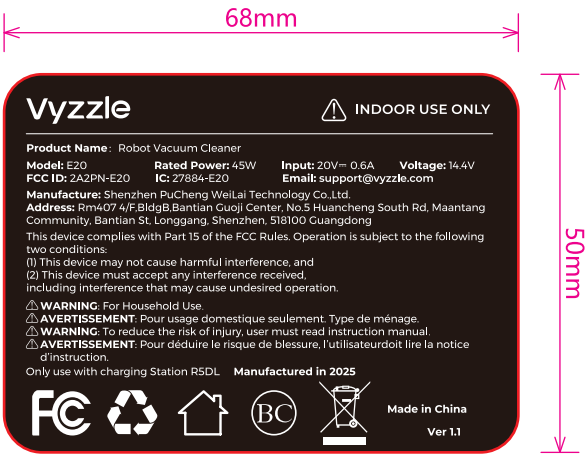 68mm
Vyzzle
INDOOR USE ONLY
Product Name: Robot Vacuum Cleaner
Model: E20 Rated Power: 45W Input: 20V⎓ 0.6A Voltage: 14.4V
FCC ID: 2A2PN-E20 IC: 27884-E20 Email: support@vyzzle.com
Manufacture: Shenzhen PuCheng WeiLai Technology Co.,Ltd.
Address: Rm407 4/F,BldgB,Bantian Guoji Center, No.5 Huancheng South Rd, Maantang
Community, Bantian St, Longgang, Shenzhen, 518100 Guangdong
This device complies with Part 15 of the FCC Rules. Operation is subject to the following
two conditions:
(1) This device may not cause harmful interference, and
(2) This device must accept any interference received,
including interference that may cause undesired operation.
⚠WARNING: For Household Use.
⚠AVERTISSEMENT: Pour usage domestique seulement. Type de ménage.
⚠WARNING: To reduce the risk of injury, user must read instruction manual.
⚠AVERTISSEMENT: Pour déduire le risque de blessure, l'utilisateurdoit lire la notice
d'instruction.
Only use with charging Station R5DL Manufactured in 2025
FC
BC
Made in China
Ver 1.1
50mm